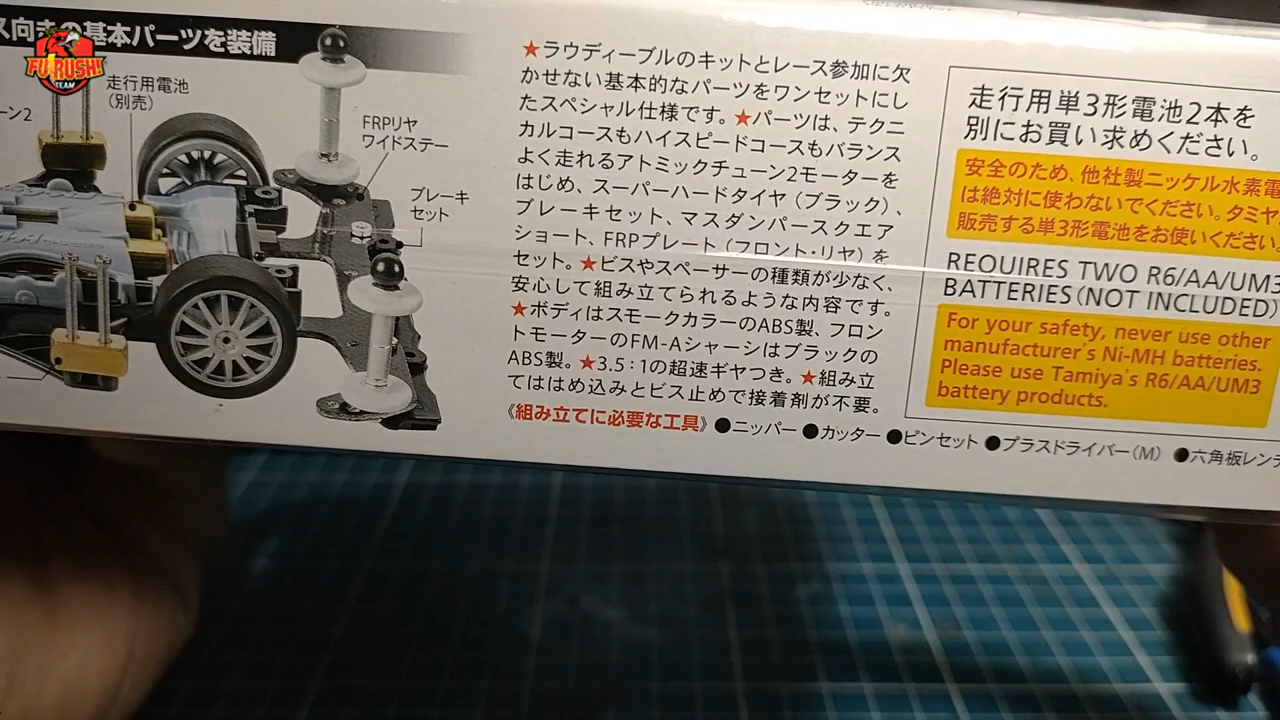 ス向きの基本パーツを装備
FURUSHI
TEAM
走行用電池
(別売)
ーン2
FRPリヤ
ワイドステー
ブレーキ
セット
★ラウディーブルのキットとレース参加に欠
かせない基本的なパーツをワンセットにし
たスペシャル仕様です。★パーツは、テクニ
カルコースもハイスピードコースもバランス
よく走れるアトミックチューン2モーターを
はじめ、スーパーハードタイヤ（ブラック）、
ブレーキセット、マスダンパースクエア
ショート、FRPプレート（フロント・リヤ）を
セット。★ビスやスペーサーの種類が少なく、
安心して組み立てられるような内容です。
★ボディはスモークカラーのABS製、フロン
トモーターのFM-Aシャーシはブラックの
ABS製。★3.5：1の超速ギヤつき。★組み立
てははめ込みとビス止めで接着剤が不要。
《組み立てに必要な工具》●ニッパー ●カッター ●ピンセット ●プラスドライバー(M) ●六角板レンチ
走行用単3形電池2本を
別にお買い求めください。
安全のため、他社製ニッケル水素電
は絶対に使わないでください。タミヤ
販売する単3形電池をお使いください。
REQUIRES TWO R6/AA/UM3
BATTERIES (NOT INCLUDED)
For your safety, never use other
manufacturer's Ni-MH batteries.
Please use Tamiya's R6/AA/UM3
battery products.